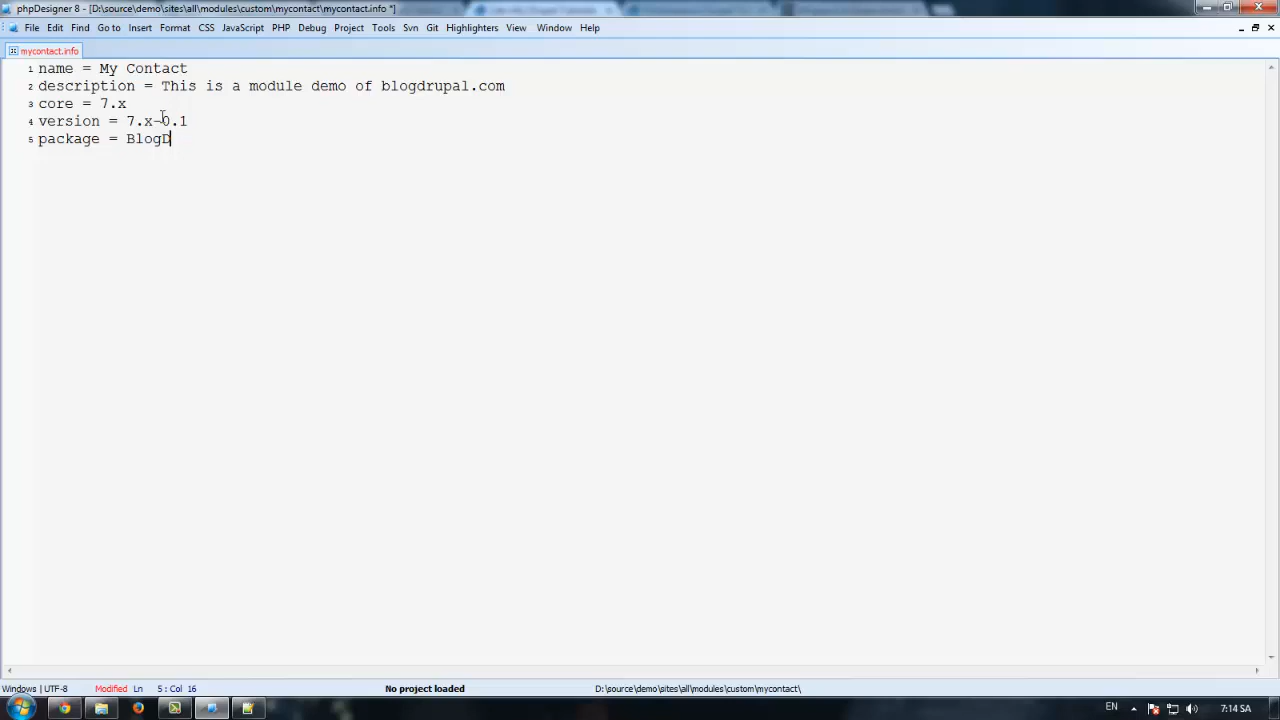 phpDesigner 8 - [D:\source\demo\sites\all\modules\custom\mycontact\mycontact.info *]
File Edit Find Go to Insert Format CSS JavaScript PHP Debug Project Tools Svn Git Highlighters View Window Help
mycontact.info
1 name = My Contact
2 description = This is a module demo of blogdrupal.com
3 core = 7.x
4 version = 7.x-0.1
5 package = BlogD
Windows | UTF-8 Modified Ln 5 : Col 16 No project loaded D:\source\demo\sites\all\modules\custom\mycontact\
EN 7:14 SA